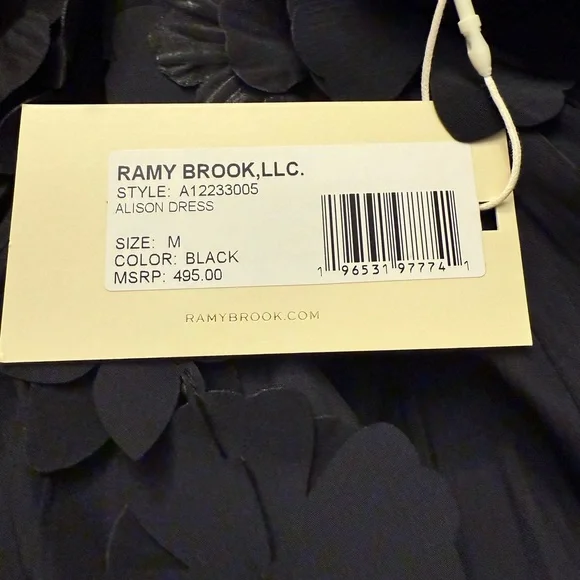 RAMY BROOK,LLC.
STYLE: A12233005
ALISON DRESS
SIZE: M
COLOR: BLACK
MSRP: 495.00
1 96531 97774 1
RAMYBROOK.COM